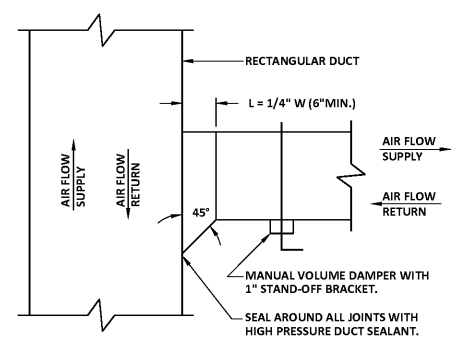 RECTANGULAR DUCT
L = 1/4" W (6"MIN.)
AIR FLOW
SUPPLY
AIR FLOW
RETURN
AIR FLOW
SUPPLY
AIR FLOW
RETURN
45°
MANUAL VOLUME DAMPER WITH
1" STAND-OFF BRACKET.
SEAL AROUND ALL JOINTS WITH
HIGH PRESSURE DUCT SEALANT.